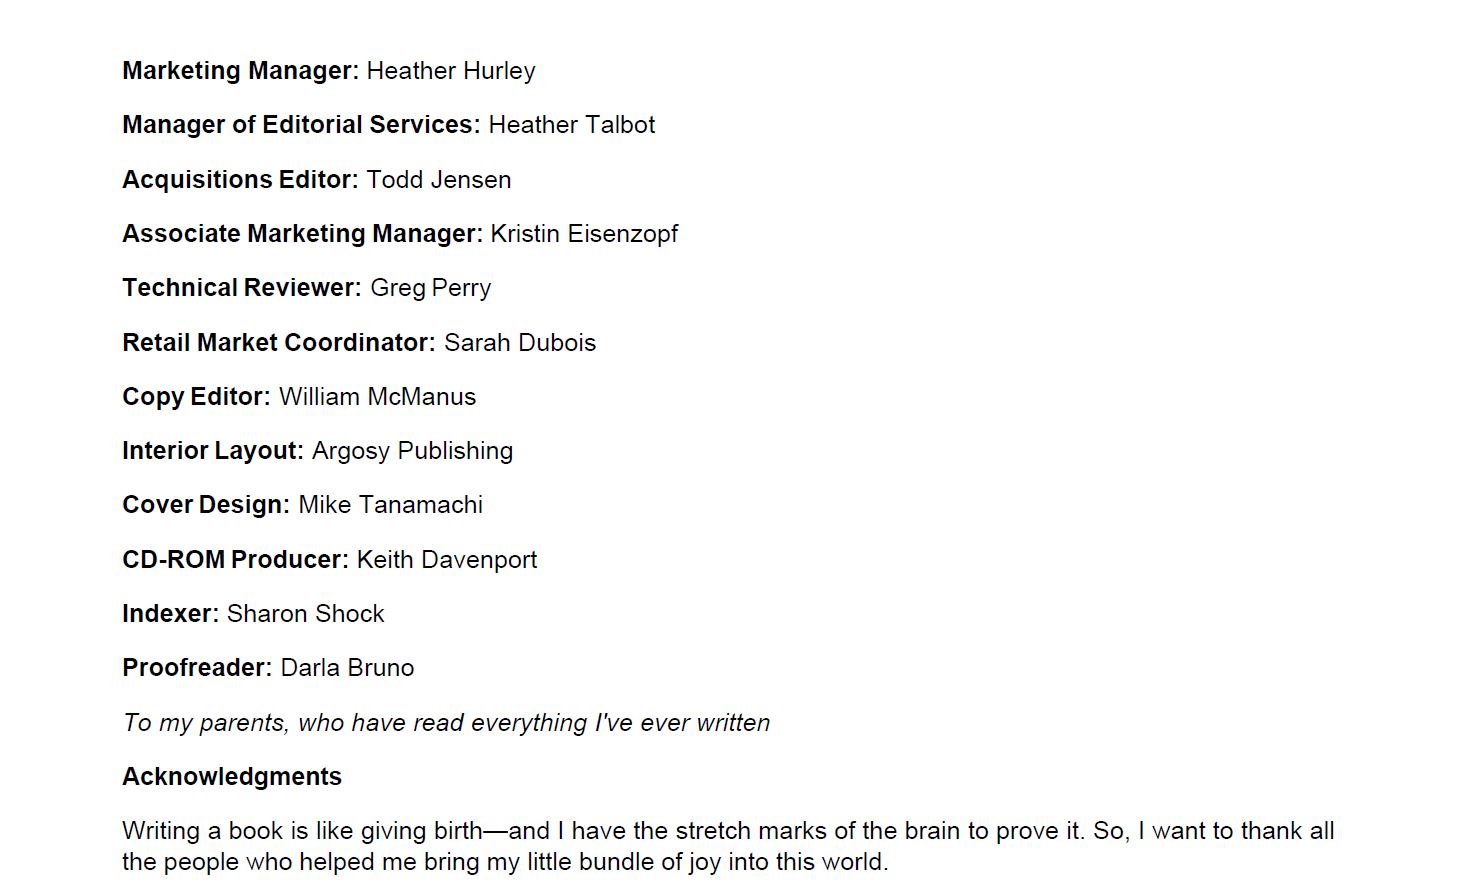 Marketing Manager: Heather Hurley
Manager of Editorial Services: Heather Talbot
Acquisitions Editor: Todd Jensen
Associate Marketing Manager: Kristin Eisenzopf
Technical Reviewer: Greg Perry
Retail Market Coordinator: Sarah Dubois
Copy Editor: William McManus
Interior Layout: Argosy Publishing
Cover Design: Mike Tanamachi
CD-ROM Producer: Keith Davenport
Indexer: Sharon Shock
Proofreader: Darla Bruno
To my parents, who have read everything I've ever written
Acknowledgments
Writing a book is like giving birth—and I have the stretch marks of the brain to prove it. So, I want to thank all
the people who helped me bring my little bundle of joy into this world.